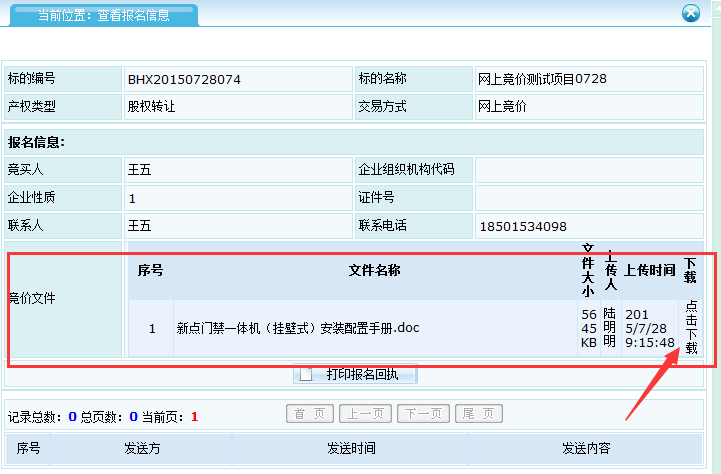 当前位置：查看报名信息
标的编号 BHX20150728074 标的名称 网上竞价测试项目0728
产权类型 股权转让 交易方式 网上竞价
报名信息：
竞买人 王五 企业组织机构代码
企业性质 1 证件号
联系人 王五 联系电话 18501534098
竞价文件
序号 文件名称 文件大小 上传人 上传时间 下载
1 新点门禁一体机（挂壁式）安装配置手册.doc 5645KB 陆明明 2015/7/28 9:15:48 点击下载
打印报名回执
记录总数：0 总页数：0 当前页：1 首 页 上一页 下一页 尾 页
序号 发送方 发送时间 发送内容